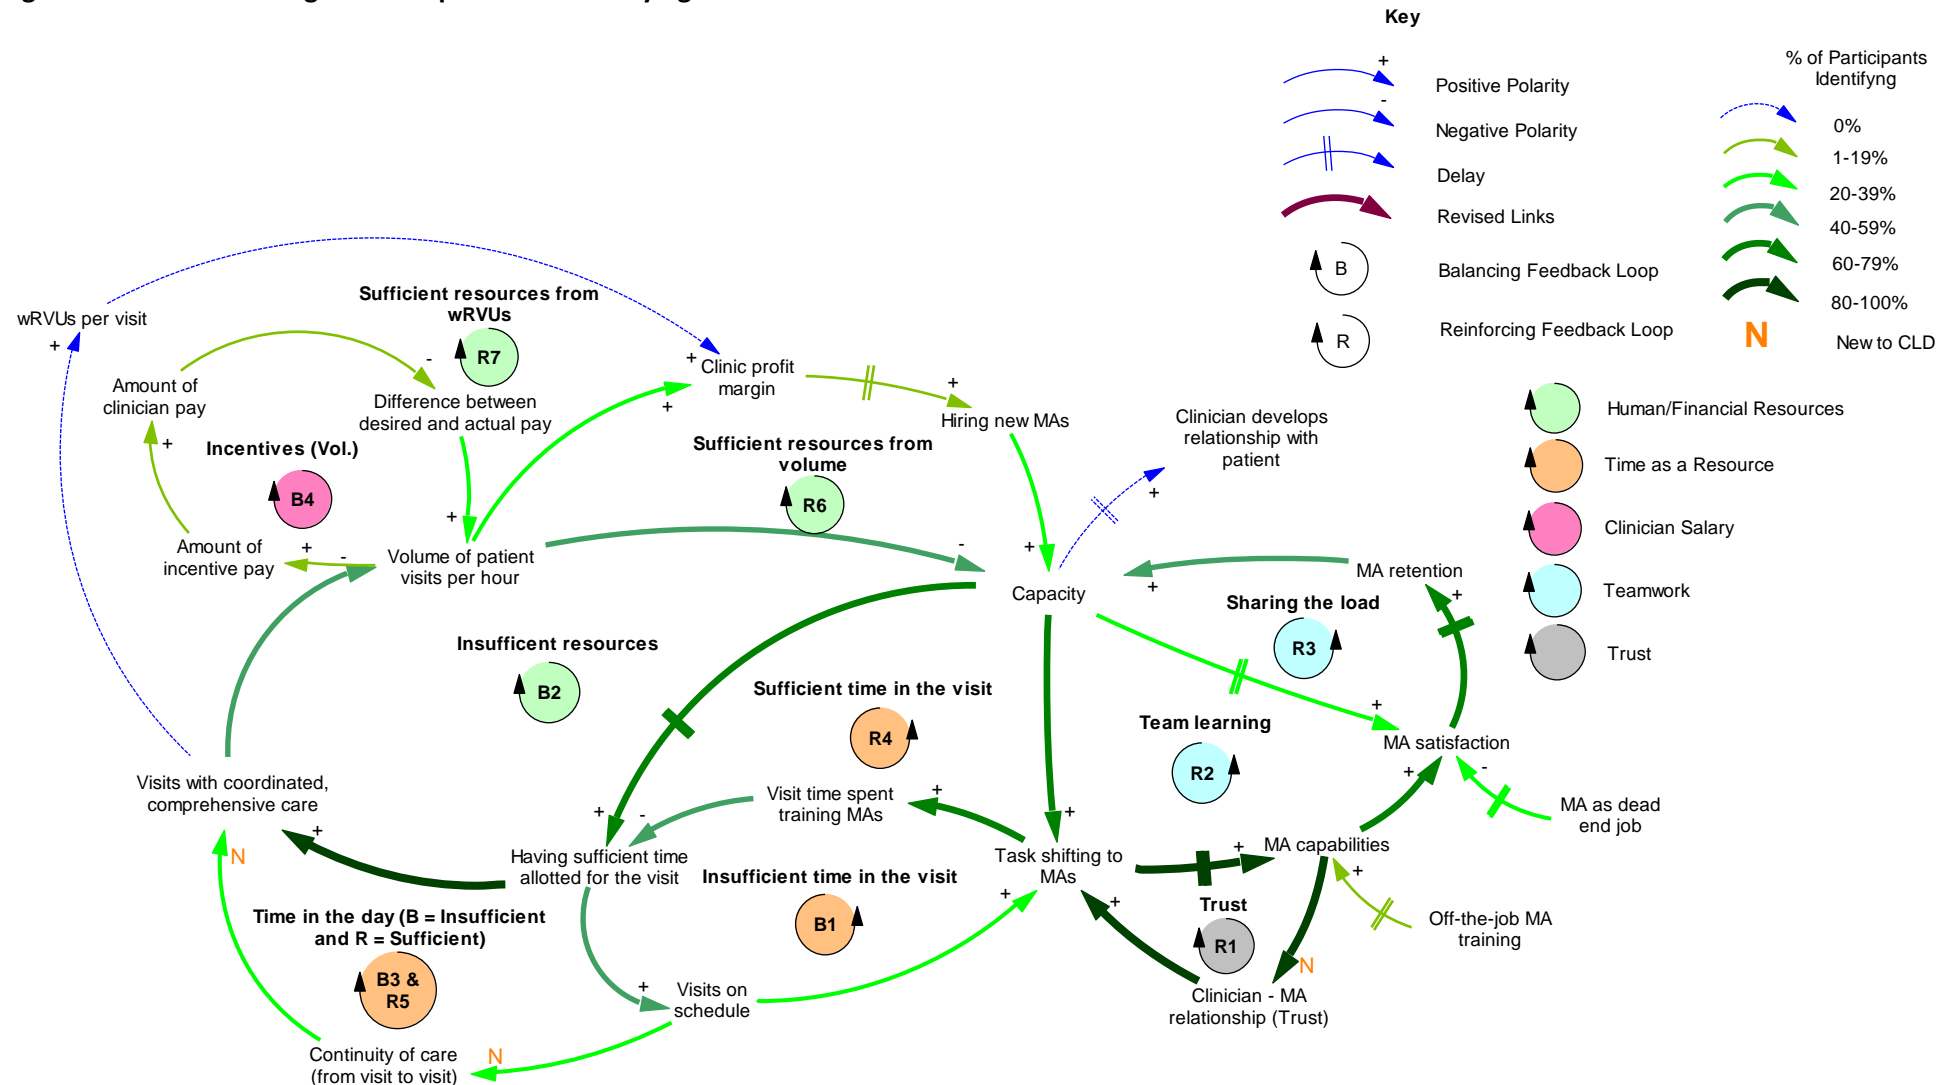 Key
+
Positive Polarity
-
Negative Polarity
Delay
Revised Links
B
Balancing Feedback Loop
R
Reinforcing Feedback Loop
% of Participants
Identifyng
0%
1-19%
20-39%
40-59%
60-79%
80-100%
N
New to CLD
Human/Financial Resources
Time as a Resource
Clinician Salary
Teamwork
Trust
wRVUs per visit
+
Sufficient resources from
wRVUs
R7
-
Amount of
clinician pay
+
Difference between
desired and actual pay
+
Clinic profit
margin
+
+
Hiring new MAs
Incentives (Vol.)
B4
Sufficient resources from
volume
R6
Clinician develops
relationship with
patient
+
+
Amount of
incentive pay
+
-
Volume of patient
visits per hour
-
+
Capacity
+
MA retention
+
Sharing the load
R3
Insufficent resources
B2
Sufficient time in the visit
R4
Team learning
R2
+
MA satisfaction
+
-
MA as dead
end job
Visits with coordinated,
comprehensive care
+
Visit time spent
training MAs
+
+
-
+
Having sufficient time
allotted for the visit
Task shifting to
MAs
+
MA capabilities
+
Off-the-job MA
training
N
Insufficient time in the visit
B1
+
+
Trust
R1
N
Clinician - MA
relationship (Trust)
Time in the day (B = Insufficient
and R = Sufficient)
B3 &
R5
+
Visits on
schedule
N
Continuity of care
(from visit to visit)